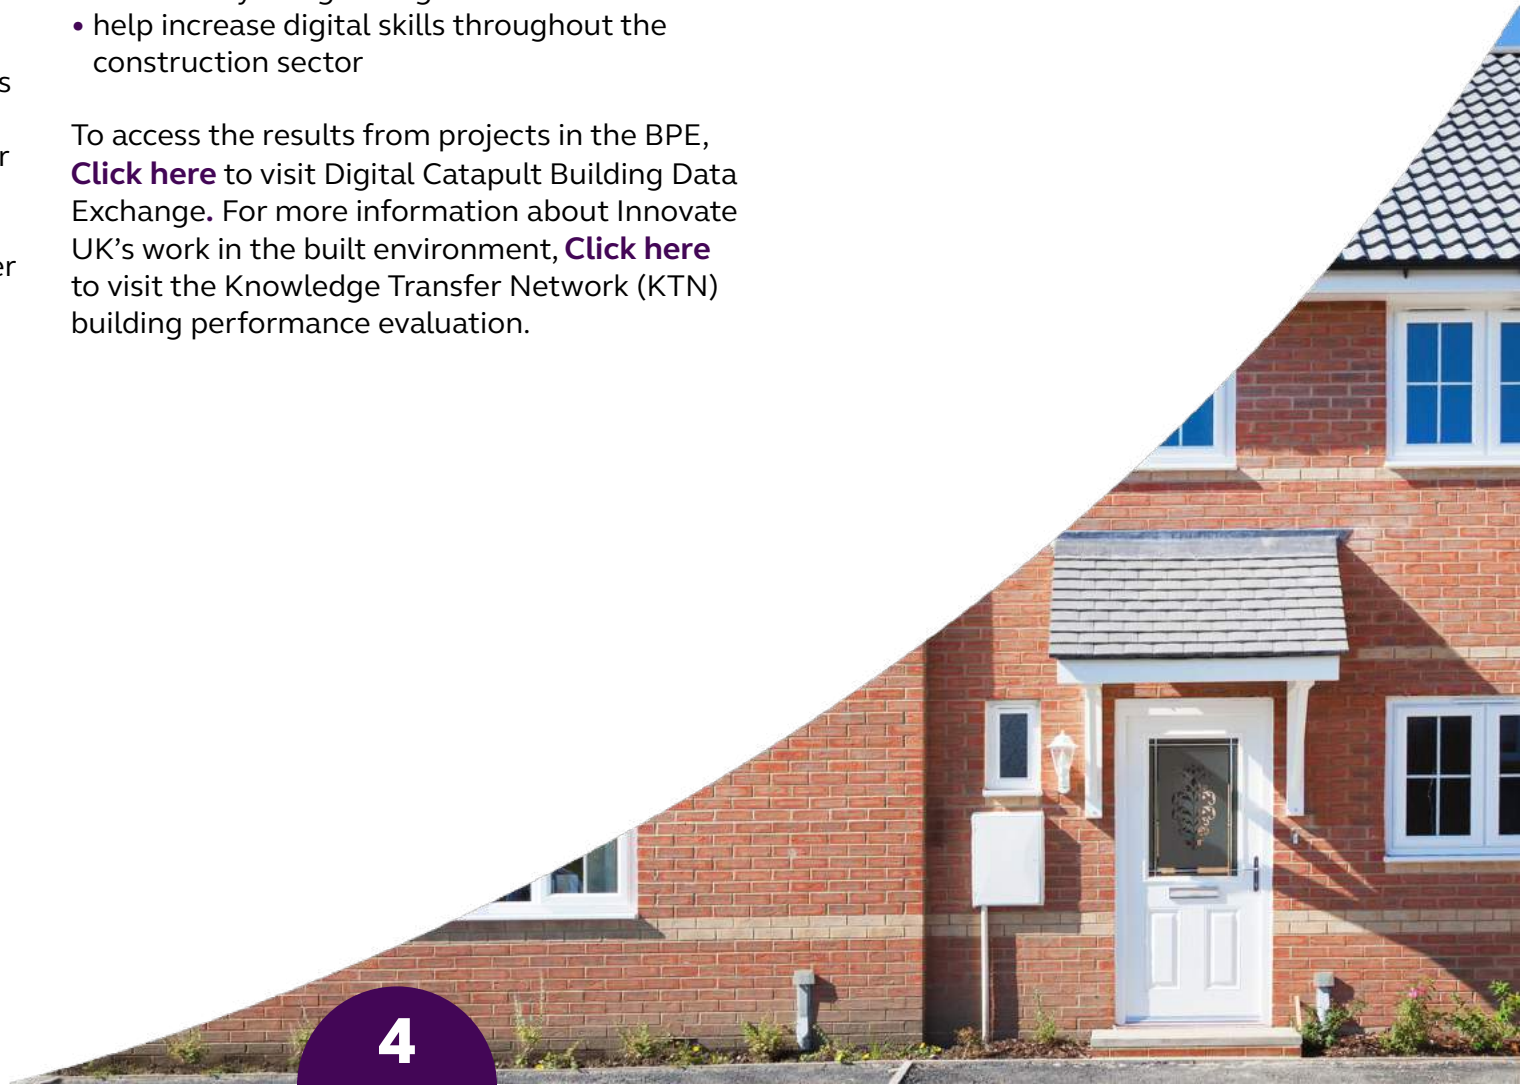 • help increase digital skills throughout the
construction sector
To access the results from projects in the BPE,
Click here to visit Digital Catapult Building Data
Exchange. For more information about Innovate
UK’s work in the built environment, Click here
to visit the Knowledge Transfer Network (KTN)
building performance evaluation.
4